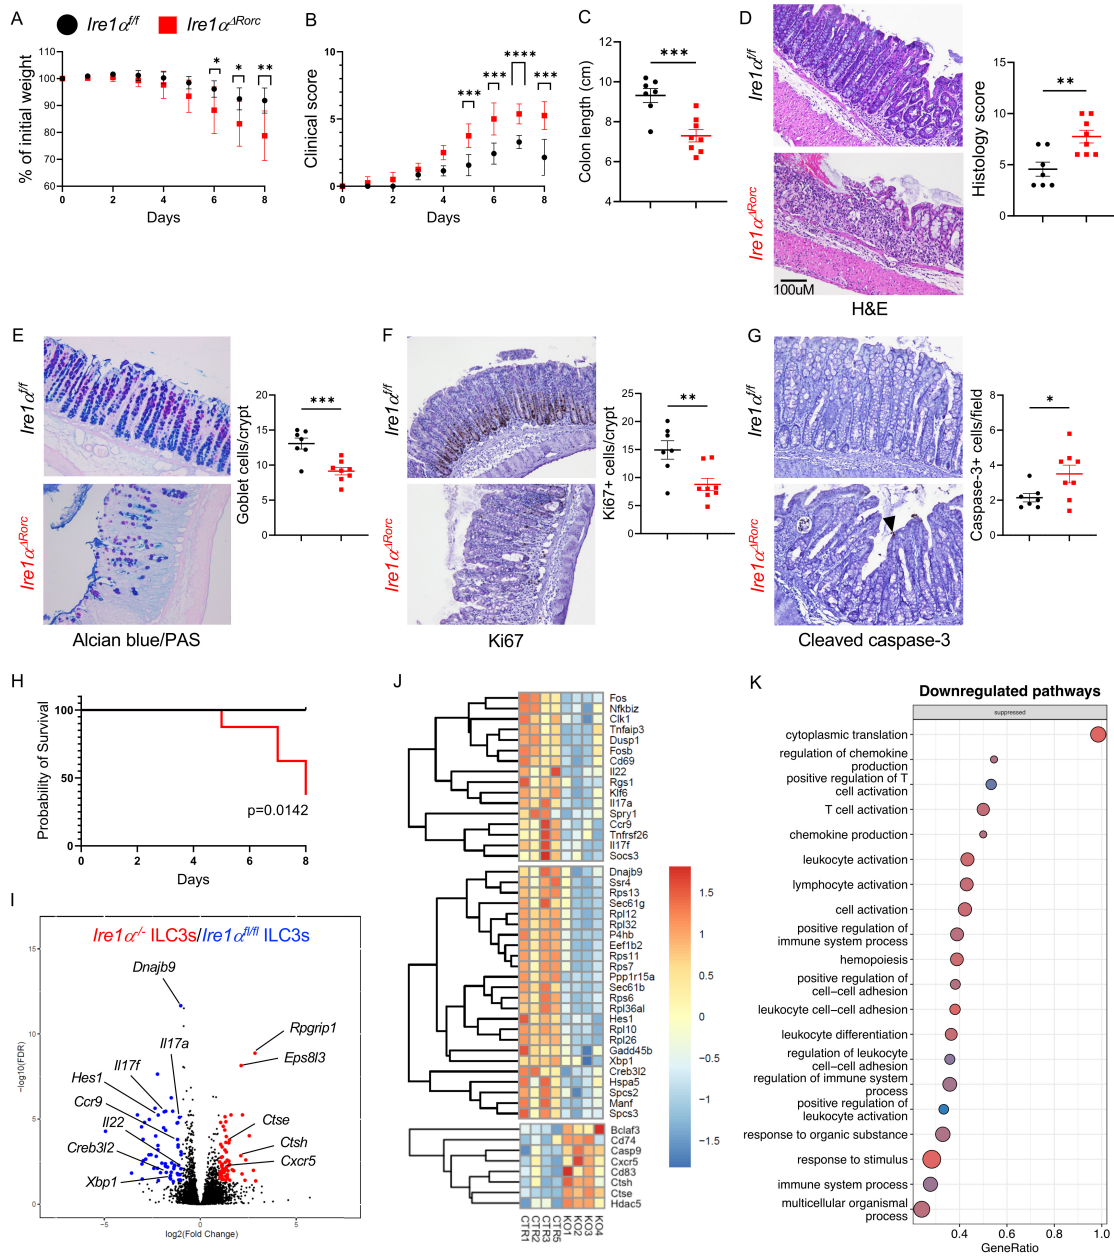 A
Ire1α^f/f
Ire1α^ΔRorc
110
100
90
80
70
60
% of initial weight
0 2 4 6 8
Days
* * **
B
10
5
0
Clinical score
0 2 4 6 8
Days
*** *** **** ***
C
12
10
8
6
4
Colon length (cm)
***
D
Ire1α^f/f
Ire1α^ΔRorc
100uM
H&E
Histology score
15
10
5
0
**
E
Ire1α^f/f
Ire1α^ΔRorc
Alcian blue/PAS
Goblet cells/crypt
20
15
10
5
0
***
F
Ire1α^f/f
Ire1α^ΔRorc
Ki67
Ki67+ cells/crypt
25
20
15
10
5
0
**
G
Ire1α^f/f
Ire1α^ΔRorc
Cleaved caspase-3
Caspase-3+ cells/field
8
6
4
2
0
*
H
Probability of Survival
100
50
0
p=0.0142
0 2 4 6 8
Days
I
Ire1α^-/- ILC3s/Ire1α^fl/fl ILC3s
Dnajb9
Rpgrip1
Eps8l3
Il17a
Il17f
Hes1
Ccr9
Il22
Creb3l2
Xbp1
Ctse
Ctsh
Cxcr5
−log10(FDR)
15
10
5
0
−5 0 5
log2(Fold Change)
J
Fos
Nfkbiz
Clk1
Tnfaip3
Dusp1
Fosb
Cd69
Il22
Rgs1
Klf6
Il17a
Spry1
Ccr9
Tnfrsf26
Il17f
Socs3
Dnajb9
Ssr4
Rps13
Sec61g
Rpl12
Rpl32
P4hb
Eef1b2
Rps11
Rps7
Ppp1r15a
Sec61b
Rps6
Rpl36al
Hes1
Rpl10
Rpl26
Gadd45b
Xbp1
Creb3l2
Hspa5
Spcs2
Manf
Spcs3
Bclaf3
Cd74
Casp9
Cxcr5
Cd83
Ctsh
Ctse
Hdac5
CTR1 CTR2 CTR3 CTR5 KO1 KO2 KO3 KO4
1.5
1
0.5
0
−0.5
−1
−1.5
K
Downregulated pathways
suppressed
cytoplasmic translation
regulation of chemokine
production
positive regulation of T
cell activation
T cell activation
chemokine production
leukocyte activation
lymphocyte activation
cell activation
positive regulation of
immune system process
hemopoiesis
positive regulation of
cell−cell adhesion
leukocyte cell−cell adhesion
leukocyte differentiation
regulation of leukocyte
cell−cell adhesion
regulation of immune system
process
positive regulation of
leukocyte activation
response to organic substance
response to stimulus
immune system process
multicellular organismal
process
0.4 0.6 0.8 1.0
GeneRatio